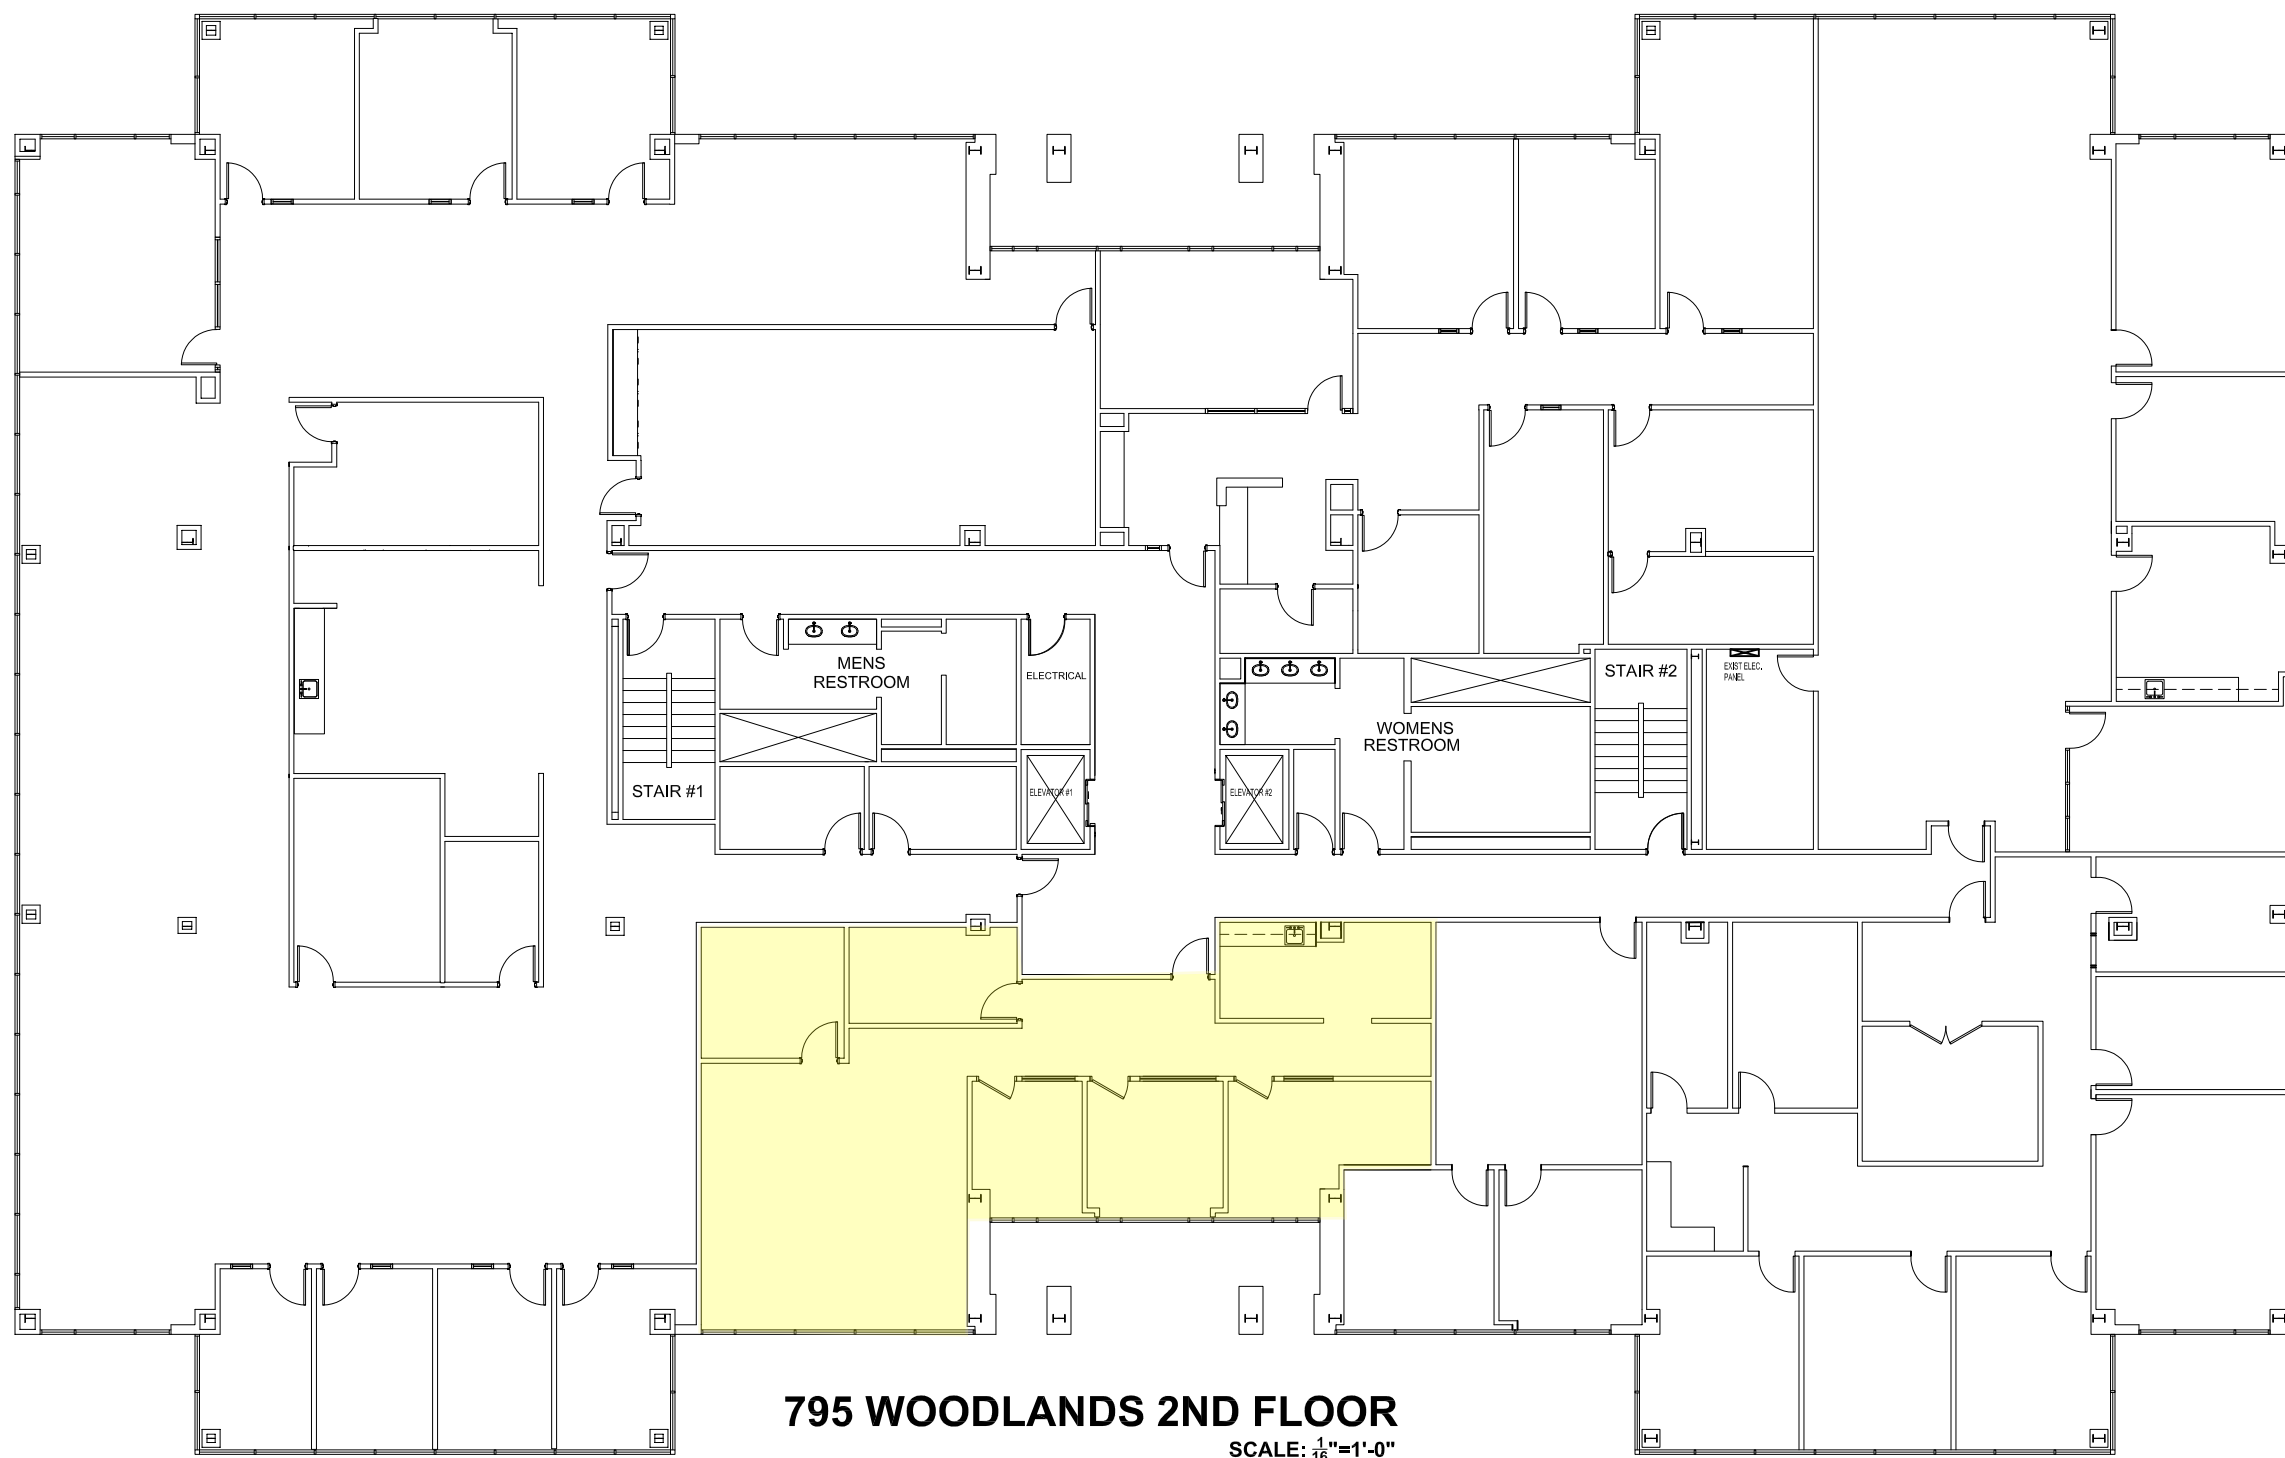 MENS
RESTROOM
ELECTRICAL
STAIR #2
EXIST ELEC.
PANEL
WOMENS
RESTROOM
STAIR #1
ELEVATOR #1
ELEVATOR #2
795 WOODLANDS 2ND FLOOR
SCALE: 1/16"=1'-0"